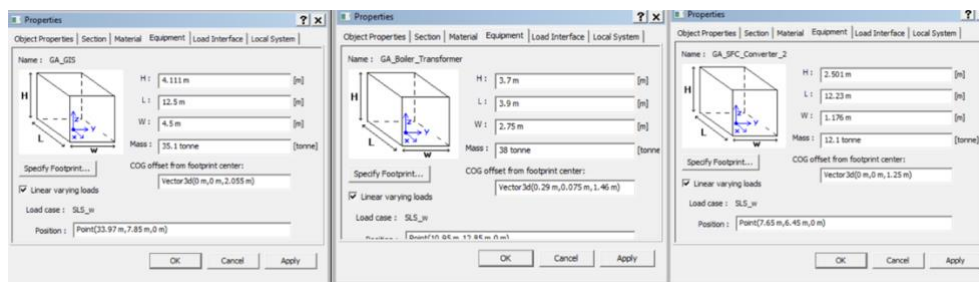 Properties
Object Properties | Section | Material | Equipment | Load Interface | Local System
Name : GA_GIS
H : 4.111 m [m]
L : 12.5 m [m]
W : 4.5 m [m]
Mass : 35.1 tonne [tonne]
H
L
W
Z
Y
X
Specify Footprint...
COG offset from footprint center:
Vector3d(0 m,0 m,2.055 m)
Linear varying loads
Load case : SLS_w
Position : Point(33.97 m,7.85 m,0 m)
OK Cancel Apply
Properties
Object Properties | Section | Material | Equipment | Load Interface | Local System
Name : GA_Boiler_Transformer
H : 3.7 m [m]
L : 3.9 m [m]
W : 2.75 m [m]
Mass : 38 tonne [tonne
H
L
W
Z
Y
X
Specify Footprint...
COG offset from footprint center:
Vector3d(0.29 m,0.075 m,1.46 m)
Linear varying loads
Load case : SLS_w
OK Cancel Apply
Properties
Object Properties | Section | Material | Equipment | Load Interface | Local System
Name : GA_SFC_Converter_2
H : 2.501 m [m]
L : 12.23 m [m]
W : 1.176 m [m]
Mass : 12.1 tonne [tonne]
H
L
W
Z
Y
X
Specify Footprint...
COG offset from footprint center:
Vector3d(0 m,0 m,1.25 m)
Linear varying loads
Load case : SLS_w
Position : Point(7.65 m,6.45 m,0 m)
OK Cancel Apply